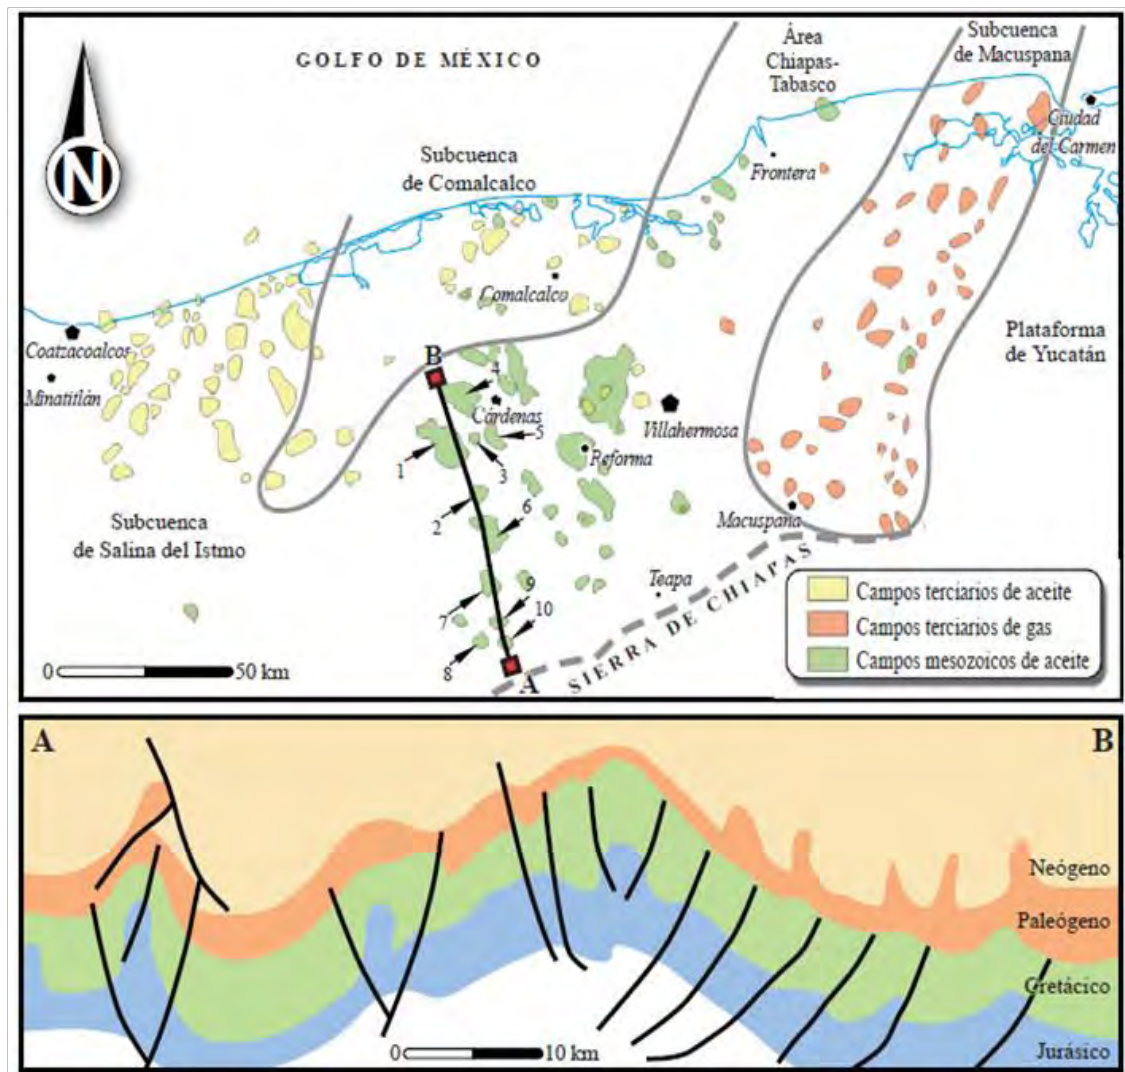 GOLFO DE MÉXICO
Área
Chiapas-
Tabasco
Subcuenca
de Macuspana
Ciudad
del Carmen
Subcuenca
de Comalcalco
Frontera
N
Comalcalco
Coatzacoalcos
Minatitlán
Plataforma
de Yucatán
B
4
Cárdenas
Villahermosa
5
1
3
Reforma
2
6
Subcuenca
de Salina del Istmo
Macuspana
Teapa
9
7
10
8
A
SIERRA DE CHIAPAS
0 50 km
Campos terciarios de aceite
Campos terciarios de gas
Campos mesozoicos de aceite
A
B
Neógeno
Paleógeno
Gretácico
Jurásico
0 10 km